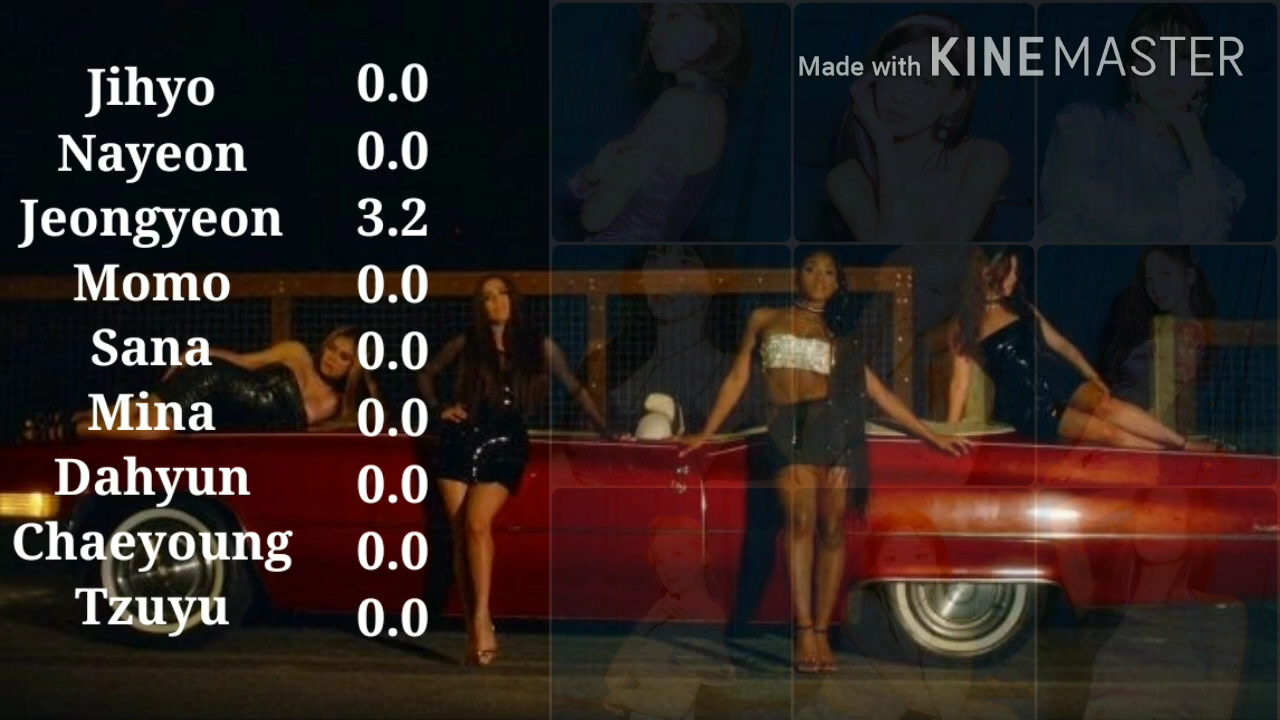 Made with KINEMASTER
Jihyo 0.0
Nayeon 0.0
Jeongyeon 3.2
Momo 0.0
Sana 0.0
Mina 0.0
Dahyun 0.0
Chaeyoung 0.0
Tzuyu 0.0